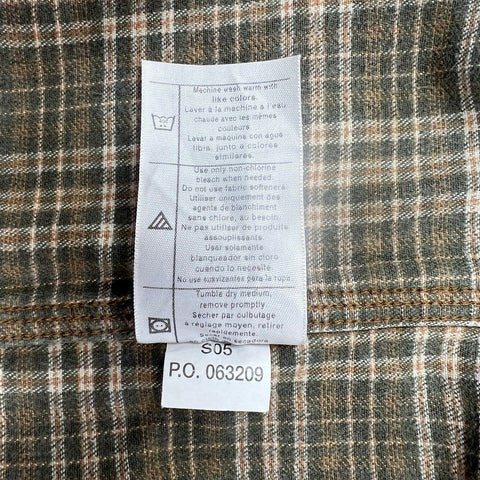 Machine wash warm with
like colors.
Laver à la machine à l'eau
chaude avec les mêmes
couleurs.
Lavar a máquina con agua
tibia, junto a colores
similares.
Use only non-chlorine
bleach when needed.
Do not use fabric softeners.
Utiliser uniquement des
agents de blanchiment
sans chlore, au besoin.
Ne pas utiliser de produits
assouplissants.
Usar solamente
blanqueador sin cloro
cuando lo necesite.
No use suavizantes para la ropa.
Tumble dry medium,
remove promptly.
Sécher par culbutage
à réglage moyen, retirer
rapidement.
en secadora
S05
P.O. 063209